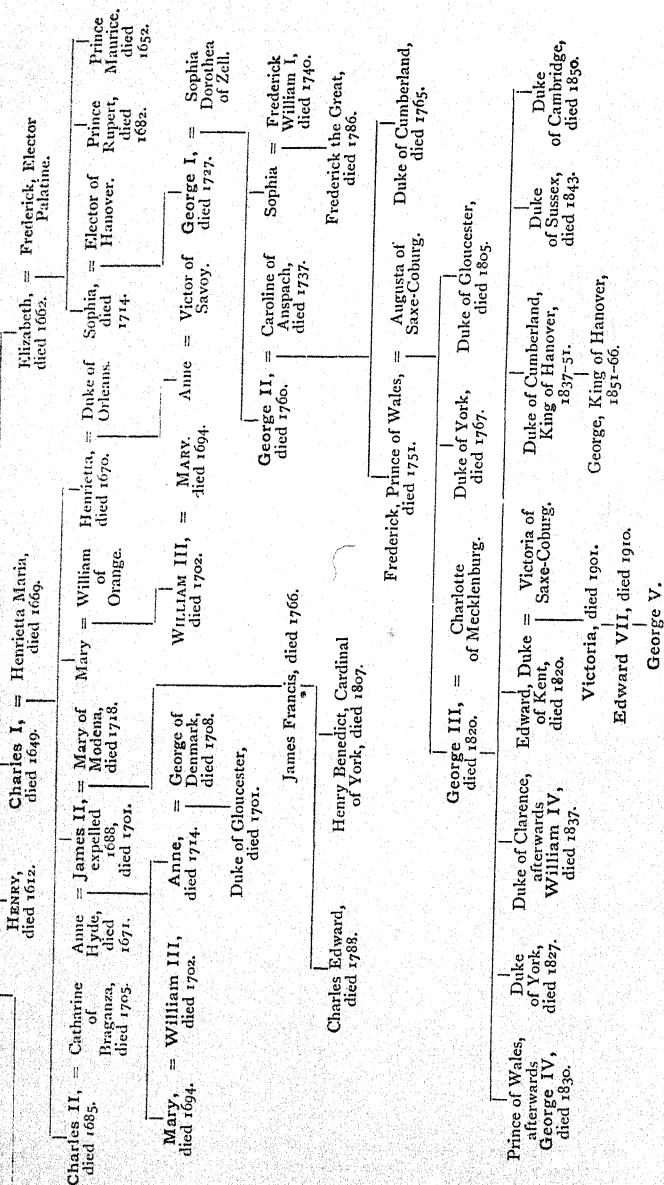 HENRY,
died 1612.
Charles I, = Henrietta Maria,
died 1649. died 1669.
Elizabeth, = Frederick, Elector
died 1662. Palatine.
Charles II, = Catharine
died 1685. of
Braganza,
died 1705.
Anne = James II, = Mary of
Hyde, expelled Modena,
died 1688, died 1718.
1671. died 1701.
Mary = William
of
Orange.
Henrietta, = Duke of
died 1670. Orleans.
Sophia, = Elector of
died Hanover.
1714.
Prince
Rupert,
died
1682.
Prince
Maurice.
died
1652.
Mary, = William III,
died 1694. died 1702.
Anne, = George of
died 1714. Denmark,
died 1708.
WILLIAM III, = MARY.
died 1702. died 1694.
Anne = Victor of
Savoy.
George I, = Sophia
died 1727. Dorothea
of Zell.
Duke of Gloucester,
died 1701.
George II, = Caroline of
died 1760. Anspach,
died 1737.
Sophia = Frederick
William I,
died 1740.
James Francis, died 1766.
Frederick the Great,
died 1786.
Charles Edward,
died 1788.
Henry Benedict, Cardinal
of York, died 1807.
Frederick, Prince of Wales, = Augusta of
died 1751. Saxe-Coburg.
Duke of Cumberland,
died 1765.
George III, = Charlotte
died 1820. of Mecklenburg.
Duke of York,
died 1767.
Duke of Gloucester,
died 1805.
Prince of Wales,
afterwards
George IV,
died 1830.
Duke
of York,
died 1827.
Duke of Clarence,
afterwards
William IV,
died 1837.
Edward, Duke = Victoria of
of Kent, Saxe-Coburg.
died 1820.
Duke of Cumberland,
King of Hanover,
1837-51.
Duke
of Sussex,
died 1843.
Duke
of Cambridge,
died 1850.
Victoria, died 1901.
George, King of Hanover,
1851-66.
Edward VII, died 1910.
George V.